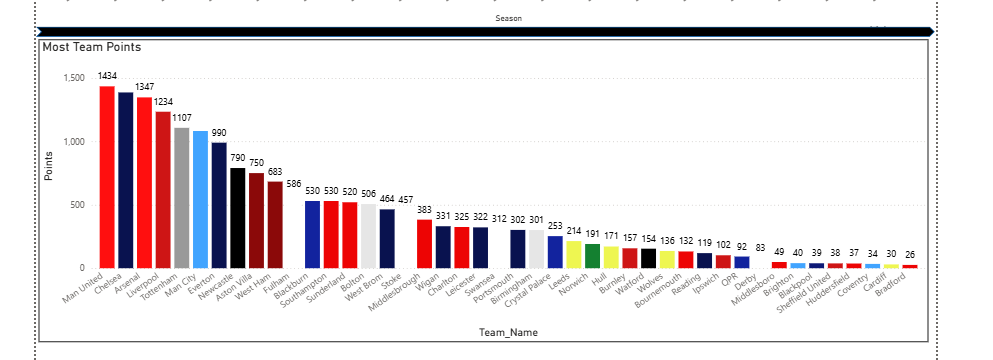 Season
Most Team Points
1434
1347
1234
1107
990
790
750
683
586
530
530
520
506
464
457
383
331
325
322
312
302
301
253
214
191
171
157
154
136
132
119
102
92
83
49
40
39
38
37
34
30
26
1,500
1,000
500
0
Points
Man United
Chelsea
Arsenal
Liverpool
Tottenham
Man City
Everton
Newcastle
Aston Villa
West Ham
Fulham
Blackburn
Southampton
Sunderland
Bolton
West Brom
Stoke
Middlesbrough
Wigan
Charlton
Leicester
Swansea
Portsmouth
Birmingham
Crystal Palace
Leeds
Norwich
Hull
Burnley
Watford
Wolves
Bournemouth
Reading
Ipswich
QPR
Derby
Middlesboro
Brighton
Blackpool
Sheffield United
Huddersfield
Coventry
Cardiff
Bradford
Team_Name